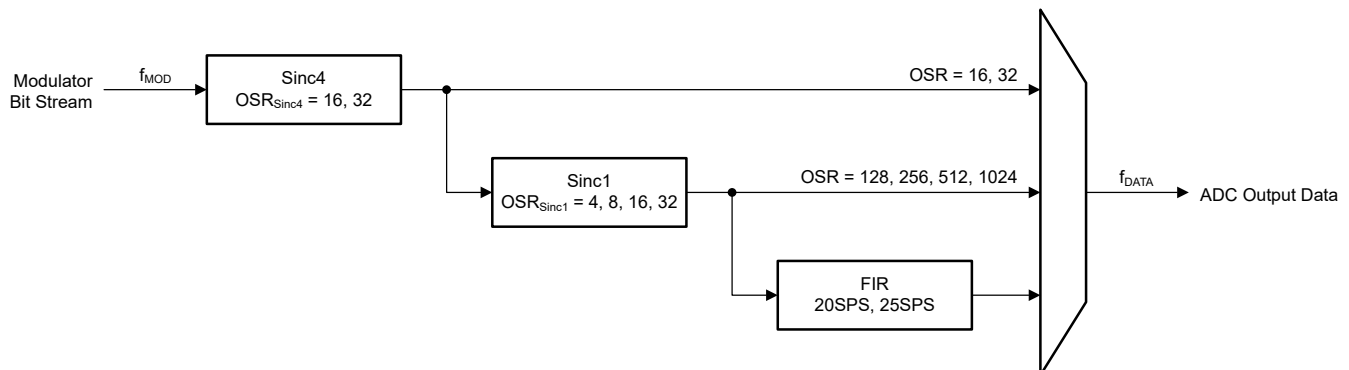 Modulator
Bit Stream
fMOD
Sinc4
OSRSinc4 = 16, 32
OSR = 16, 32
Sinc1
OSRSinc1 = 4, 8, 16, 32
OSR = 128, 256, 512, 1024
fDATA
ADC Output Data
FIR
20SPS, 25SPS